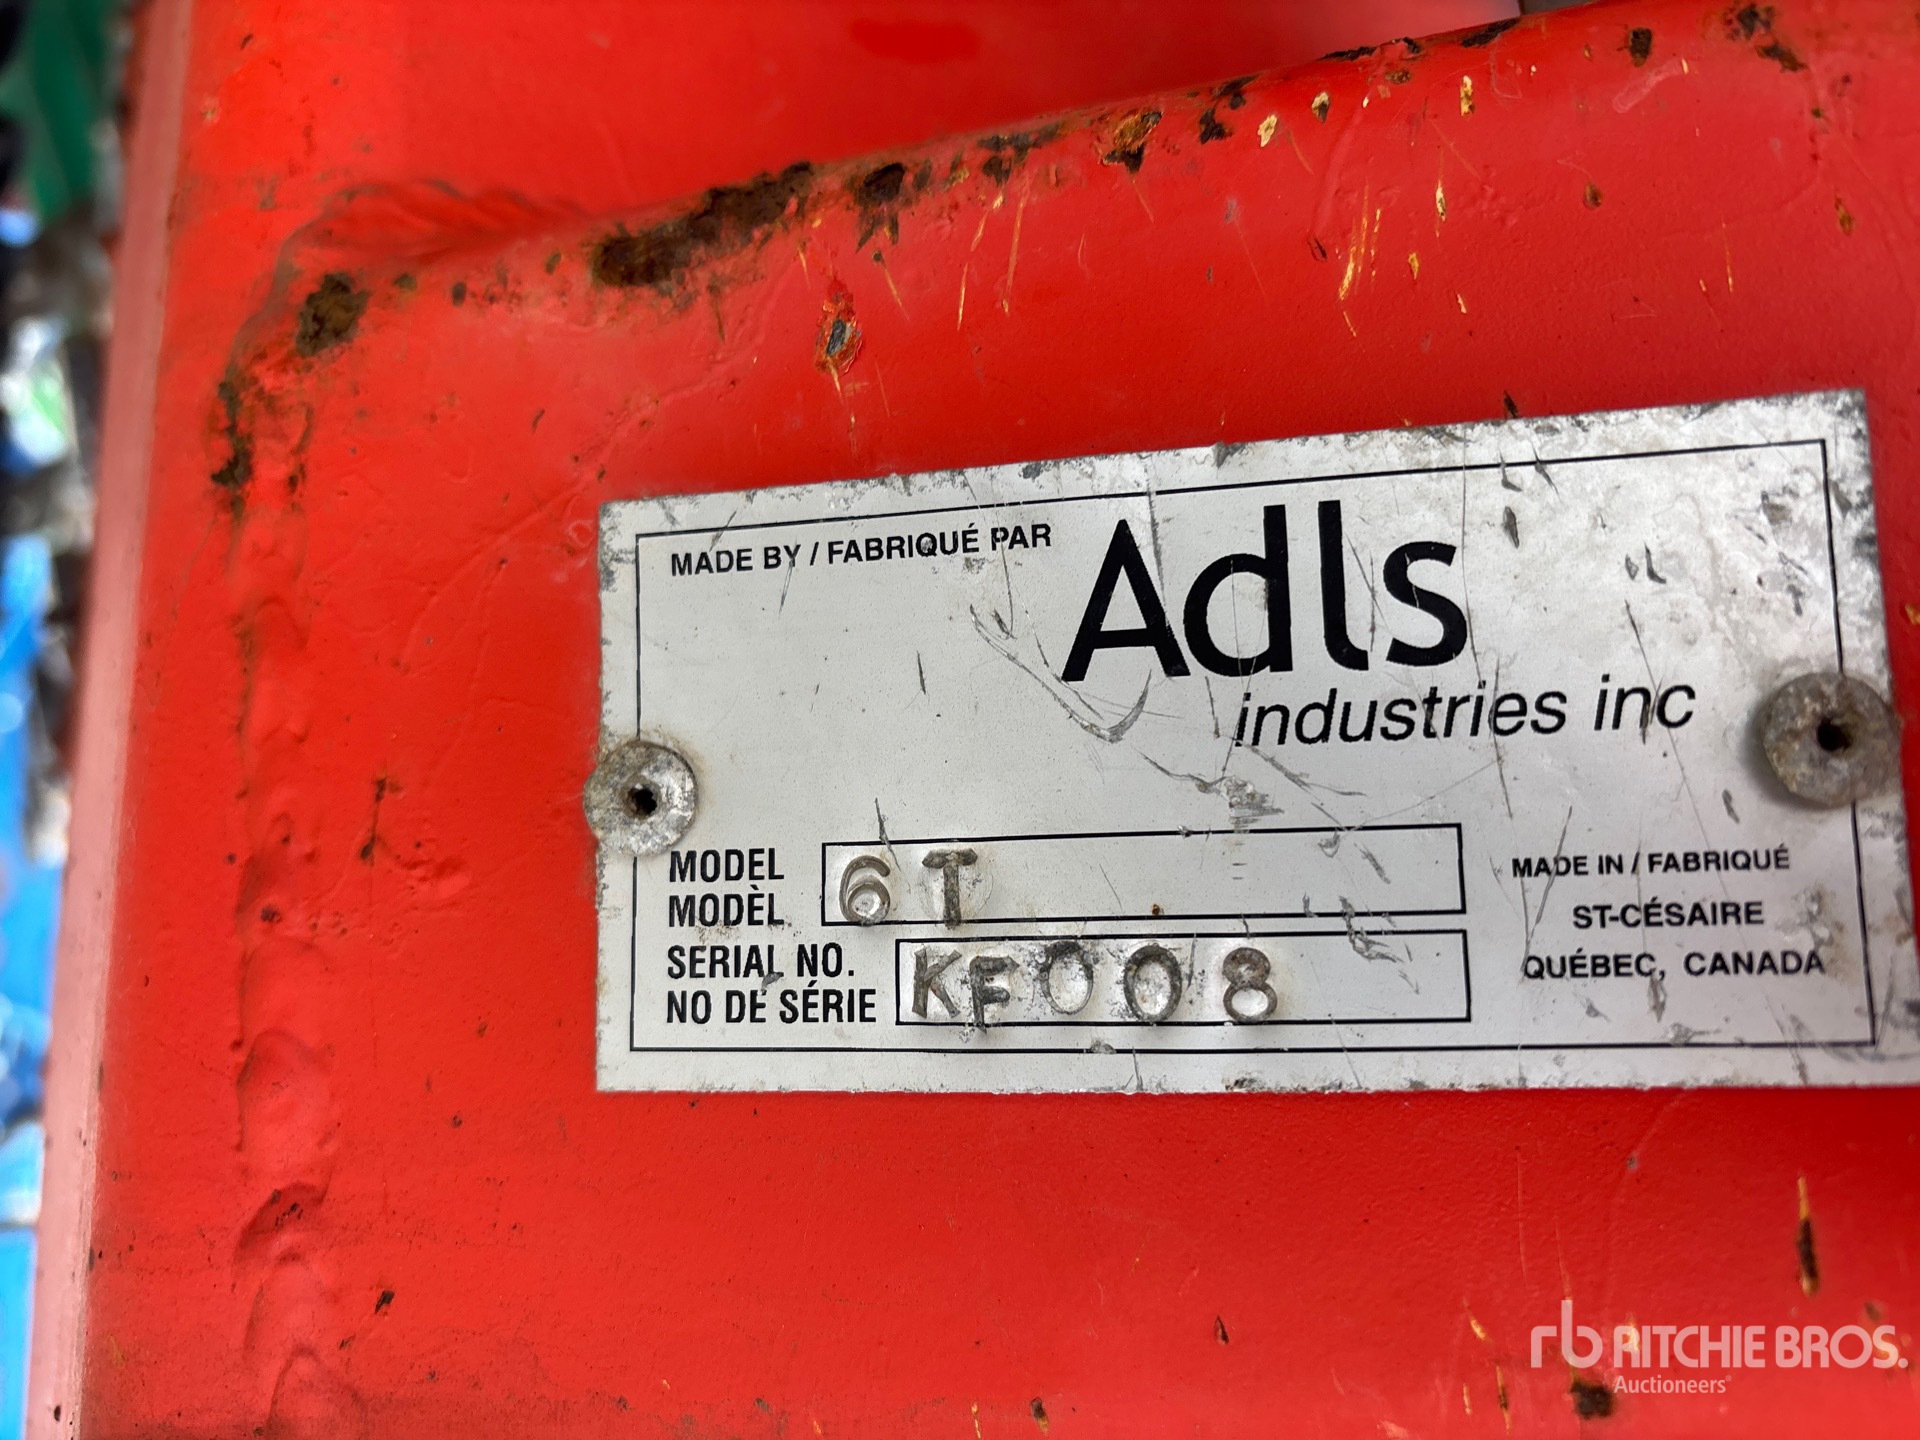 MADE BY / FABRIQUÉ PAR
Adls
industries inc
MODEL
MODÈL
6T
SERIAL NO.
NO DE SÉRIE
KF008
MADE IN / FABRIQUÉ
ST-CÉSAIRE
QUÉBEC, CANADA
rb RITCHIE BROS.
Auctioneers